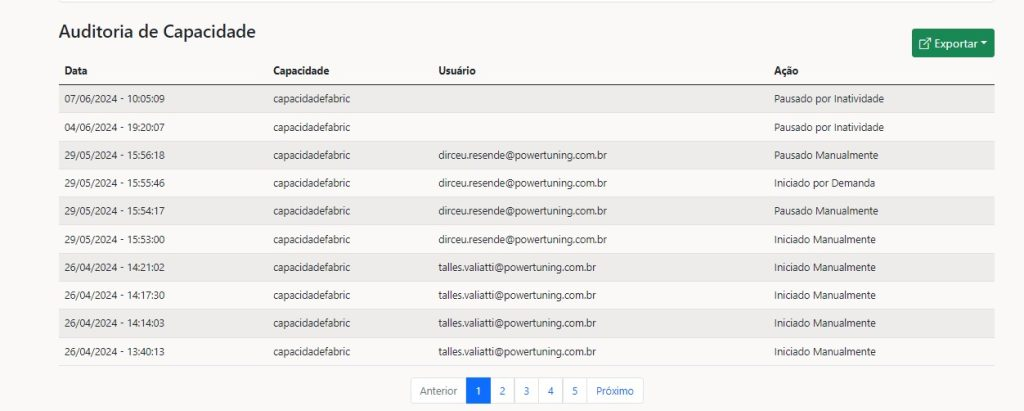 Auditoria de Capacidade
Exportar
Data Capacidade Usuário Ação
07/06/2024 - 10:05:09 capacidadefabric Pausado por Inatividade
04/06/2024 - 19:20:07 capacidadefabric Pausado por Inatividade
29/05/2024 - 15:56:18 capacidadefabric dirceu.resende@powertuning.com.br Pausado Manualmente
29/05/2024 - 15:55:46 capacidadefabric dirceu.resende@powertuning.com.br Iniciado por Demanda
29/05/2024 - 15:54:17 capacidadefabric dirceu.resende@powertuning.com.br Pausado Manualmente
29/05/2024 - 15:53:00 capacidadefabric dirceu.resende@powertuning.com.br Iniciado Manualmente
26/04/2024 - 14:21:02 capacidadefabric talles.valiatti@powertuning.com.br Iniciado Manualmente
26/04/2024 - 14:17:30 capacidadefabric talles.valiatti@powertuning.com.br Iniciado Manualmente
26/04/2024 - 14:14:03 capacidadefabric talles.valiatti@powertuning.com.br Iniciado Manualmente
26/04/2024 - 13:40:13 capacidadefabric talles.valiatti@powertuning.com.br Iniciado Manualmente
Anterior 1 2 3 4 5 Próximo